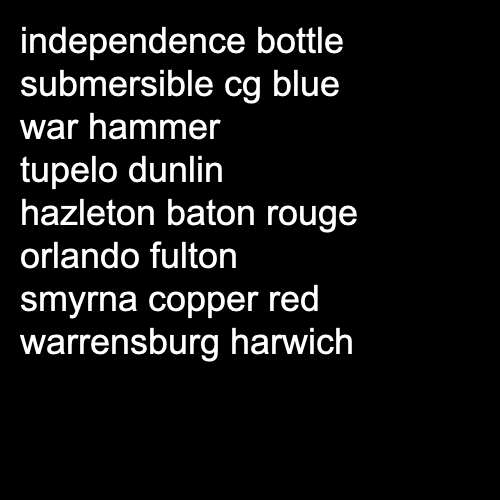 independence bottle
submersible cg blue
war hammer
tupelo dunlin
hazleton baton rouge
orlando fulton
smyrna copper red
warrensburg harwich